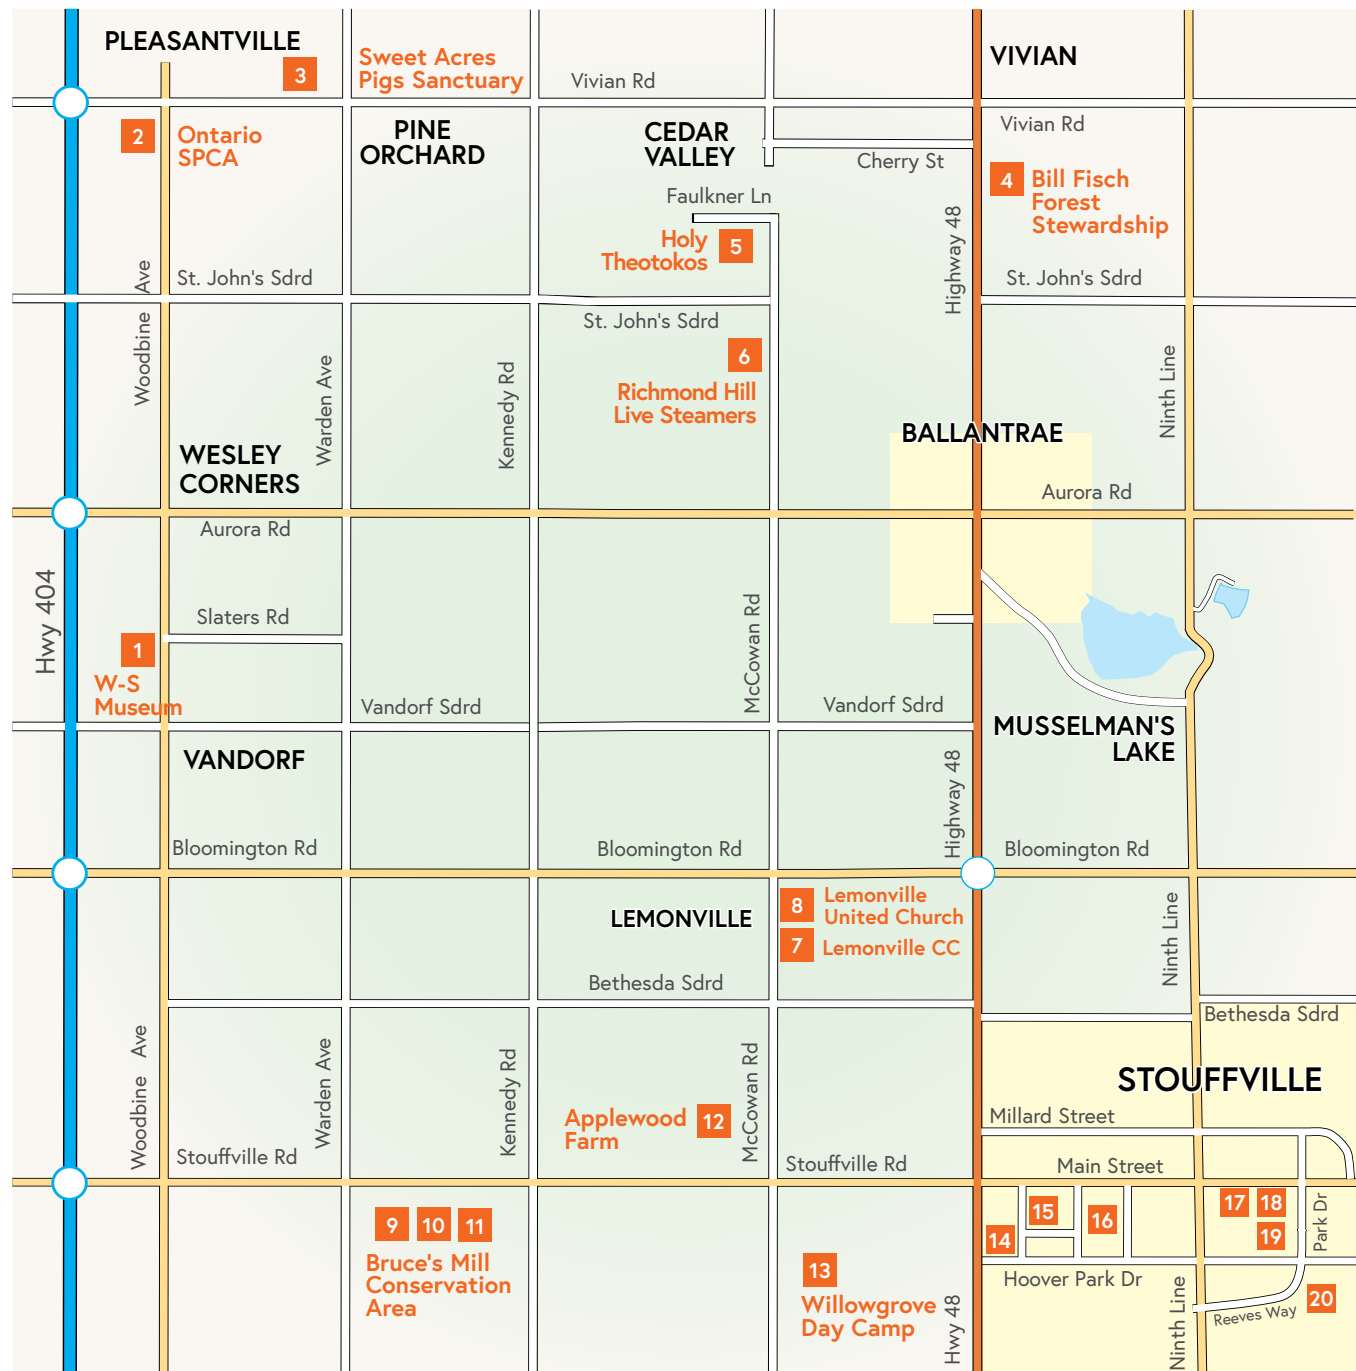 PLEASANTVILLE
3
Sweet Acres
Pigs Sanctuary
Vivian Rd
VIVIAN
2
Ontario
SPCA
PINE
ORCHARD
CEDAR
VALLEY
Vivian Rd
Cherry St
4
Bill Fisch
Forest
Stewardship
Faulkner Ln
Holy
Theotokos
5
Highway 48
Woodbine Ave
St. John's Sdrd
St. John's Sdrd
St. John's Sdrd
6
Richmond Hill
Live Steamers
Warden Ave
Kennedy Rd
Ninth Line
WESLEY
CORNERS
BALLANTRAE
Aurora Rd
Aurora Rd
Hwy 404
Slaters Rd
1
W-S
Museum
McCowan Rd
Vandorf Sdrd
Vandorf Sdrd
VANDORF
MUSSELMAN'S
LAKE
Highway 48
Bloomington Rd
Bloomington Rd
Bloomington Rd
LEMONVILLE
8
Lemonville
United Church
7
Lemonville CC
Ninth Line
Bethesda Sdrd
Bethesda Sdrd
Woodbine Ave
Warden Ave
Kennedy Rd
McCowan Rd
STOUFFVILLE
Applewood
Farm
12
Millard Street
Stouffville Rd
Stouffville Rd
Main Street
9
10
11
Bruce's Mill
Conservation
Area
13
Willowgrove
Day Camp
Hwy 48
14
15
16
17
18
19
Park Dr
Hoover Park Dr
Ninth Line
Reeves Way
20